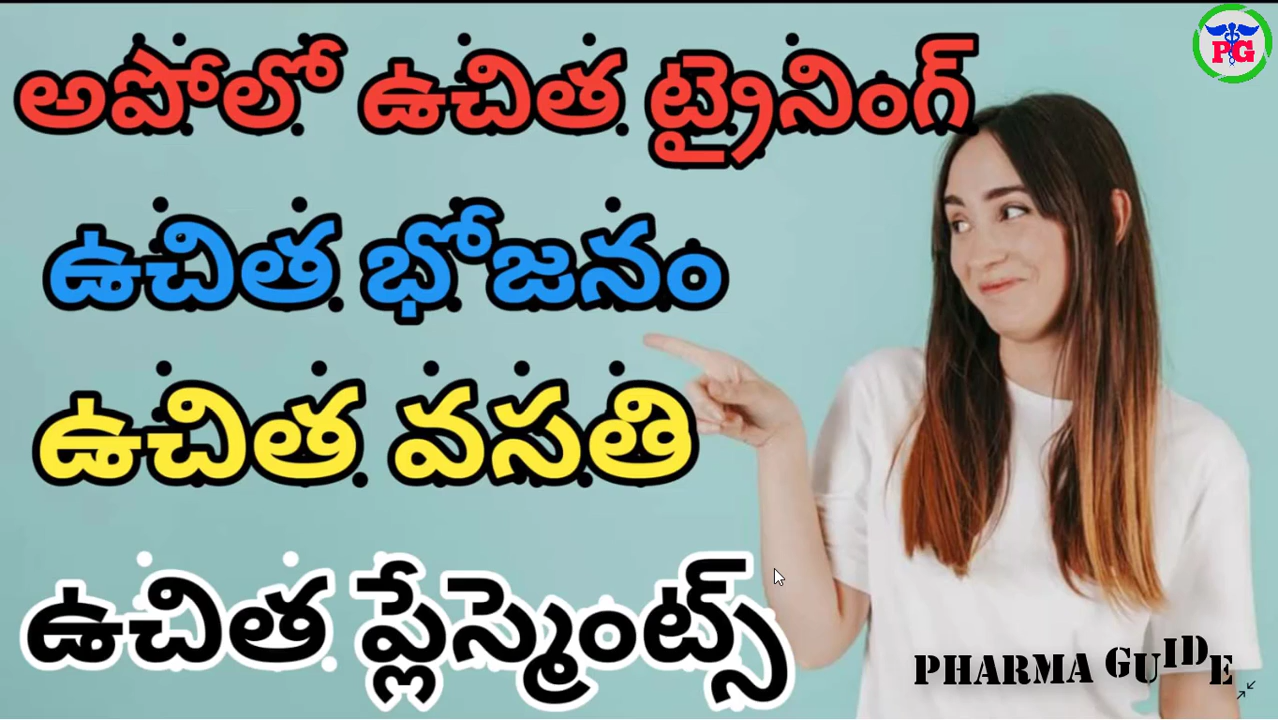 అపోలో ఉచిత ట్రైనింగ్
PG
ఉచిత భోజనం
ఉచిత వసతి
ఉచిత ప్లేస్మెంట్స్
PHARMA GUIDE